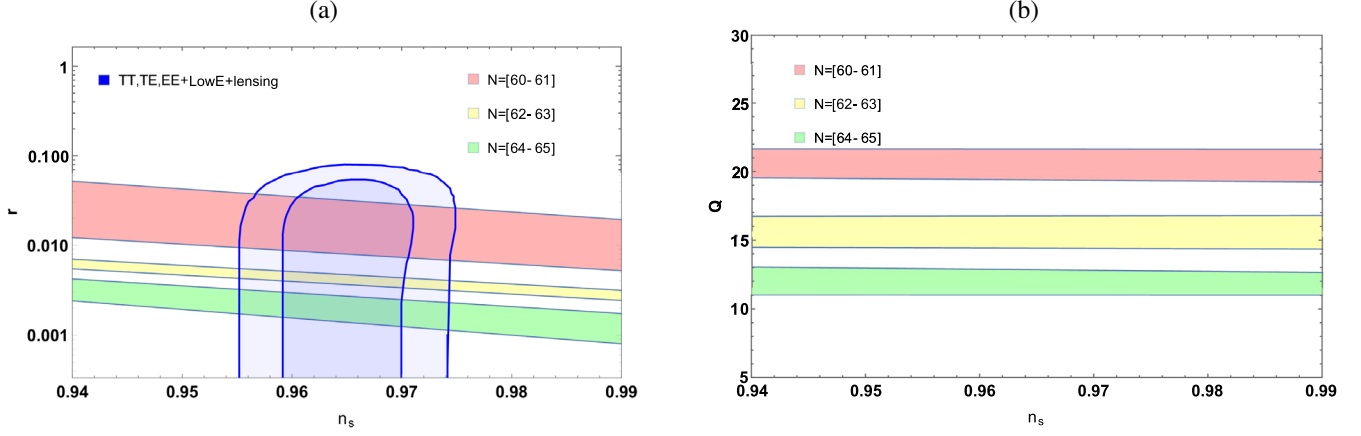 (a)
1
0.100
0.010
0.001
r
TT,TE,EE+LowE+lensing
N=[60- 61]
N=[62- 63]
N=[64- 65]
0.94
0.95
0.96
0.97
0.98
0.99
n_s
(b)
30
25
20
15
10
5
Q
N=[60- 61]
N=[62- 63]
N=[64- 65]
0.94
0.95
0.96
0.97
0.98
0.99
n_s